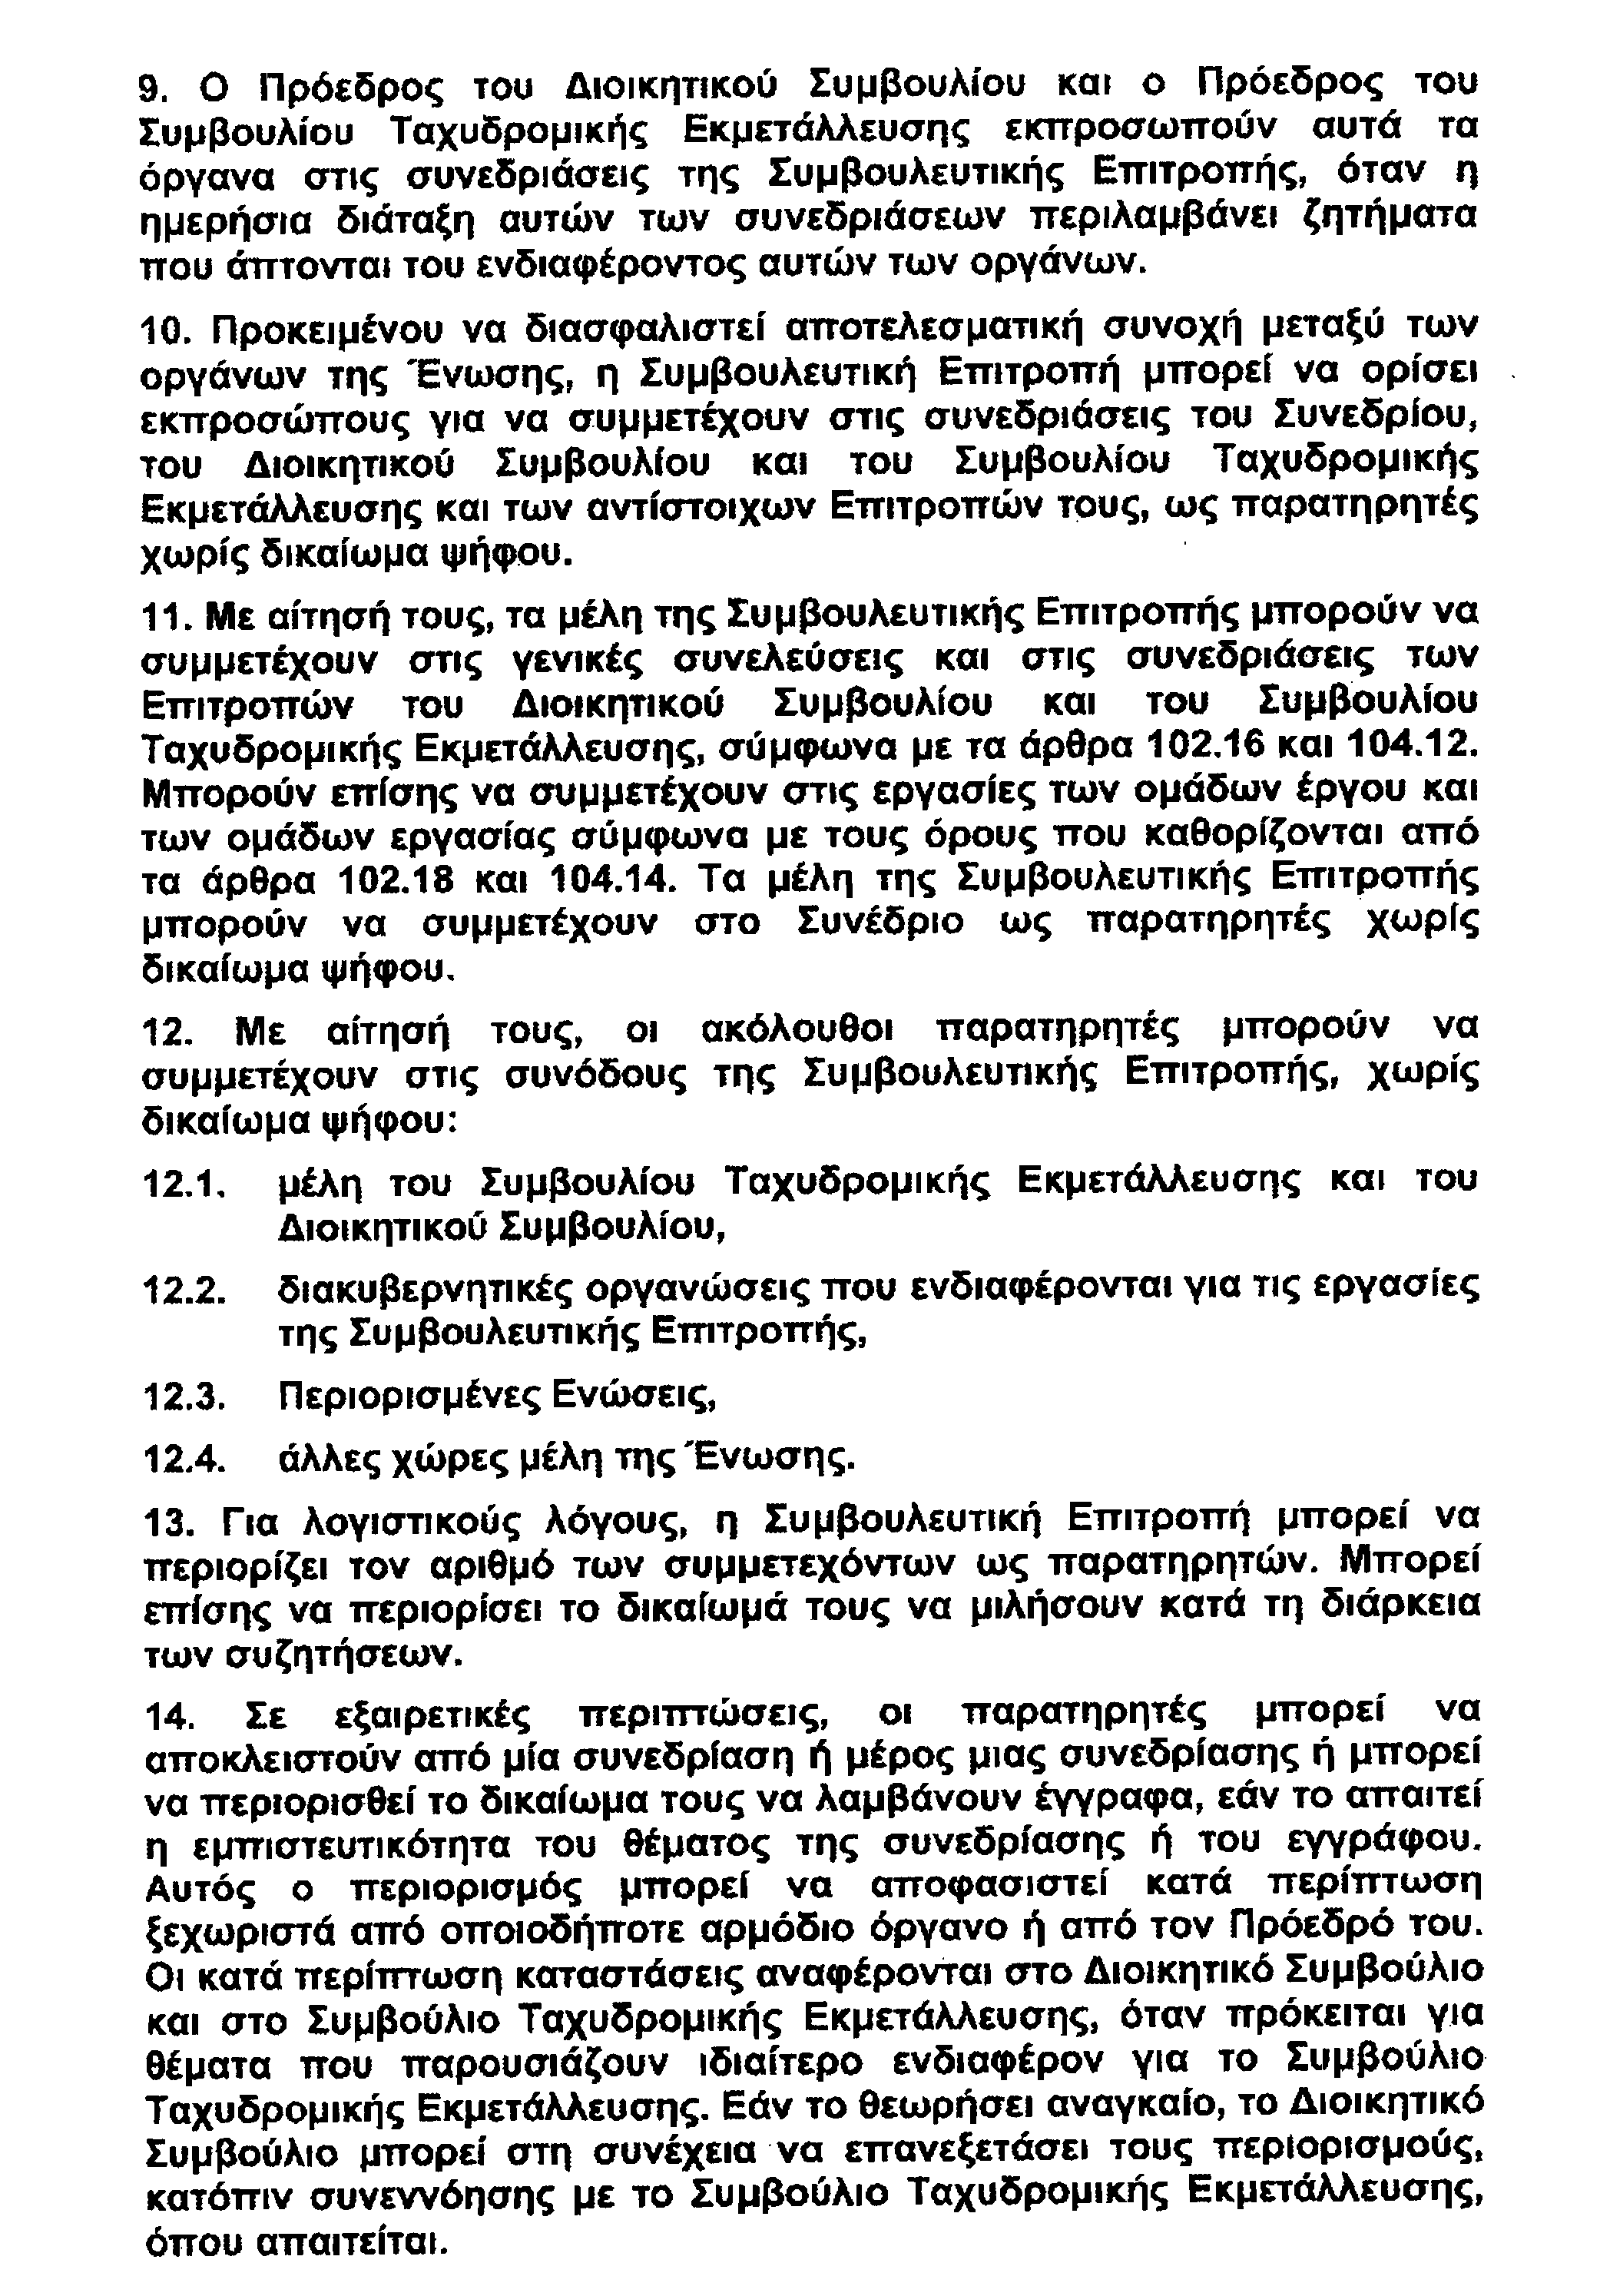 9. Ο Πρόεδρος του Διοικητικού Συμβουλίου και ο Πρόεδρος του
Συμβουλίου Ταχυδρομικής Εκμετάλλευσης εκπροσωπούν αυτά τα
όργανα στις συνεδριάσεις της Συμβουλευτικής Επιτροπής, όταν η
ημερήσια διάταξη αυτών των συνεδριάσεων περιλαμβάνει ζητήματα
που άπτονται του ενδιαφέροντος αυτών των οργάνων.
10. Προκειμένου να διασφαλιστεί αποτελεσματική συνοχή μεταξύ των
οργάνων της Ένωσης, η Συμβουλευτική Επιτροπή μπορεί να ορίσει
εκπροσώπους για να συμμετέχουν στις συνεδριάσεις του Συνεδρίου,
του Διοικητικού Συμβουλίου και του Συμβουλίου Ταχυδρομικής
Εκμετάλλευσης και των αντίστοιχων Επιτροπών τους, ως παρατηρητές
χωρίς δικαίωμα ψήφου.
11. Με αίτησή τους, τα μέλη της Συμβουλευτικής Επιτροπής μπορούν να
συμμετέχουν στις γενικές συνελεύσεις και στις συνεδριάσεις των
Επιτροπών του Διοικητικού Συμβουλίου και του Συμβουλίου
Ταχυδρομικής Εκμετάλλευσης, σύμφωνα με τα άρθρα 102.16 και 104.12.
Μπορούν επίσης να συμμετέχουν στις εργασίες των ομάδων έργου και
των ομάδων εργασίας σύμφωνα με τους όρους που καθορίζονται από
τα άρθρα 102.18 και 104.14. Τα μέλη της Συμβουλευτικής Επιτροπής
μπορούν να συμμετέχουν στο Συνέδριο ως παρατηρητές χωρίς
δικαίωμα ψήφου.
12. Με αίτησή τους, οι ακόλουθοι παρατηρητές μπορούν να
συμμετέχουν στις συνόδους της Συμβουλευτικής Επιτροπής, χωρίς
δικαίωμα ψήφου:
12.1. μέλη του Συμβουλίου Ταχυδρομικής Εκμετάλλευσης και του
Διοικητικού Συμβουλίου,
12.2. διακυβερνητικές οργανώσεις που ενδιαφέρονται για τις εργασίες
της Συμβουλευτικής Επιτροπής,
12.3. Περιορισμένες Ενώσεις,
12.4. άλλες χώρες μέλη της Ένωσης.
13. Για λογιστικούς λόγους, η Συμβουλευτική Επιτροπή μπορεί να
περιορίζει τον αριθμό των συμμετεχόντων ως παρατηρητών. Μπορεί
επίσης να περιορίσει το δικαίωμά τους να μιλήσουν κατά τη διάρκεια
των συζητήσεων.
14. Σε εξαιρετικές περιπτώσεις, οι παρατηρητές μπορεί να
αποκλειστούν από μία συνεδρίαση ή μέρος μιας συνεδρίασης ή μπορεί
να περιορισθεί το δικαίωμα τους να λαμβάνουν έγγραφα, εάν το απαιτεί
η εμπιστευτικότητα του θέματος της συνεδρίασης ή του εγγράφου.
Αυτός ο περιορισμός μπορεί να αποφασιστεί κατά περίπτωση
ξεχωριστά από οποιοδήποτε αρμόδιο όργανο ή από τον Πρόεδρό του.
Οι κατά περίπτωση καταστάσεις αναφέρονται στο Διοικητικό Συμβούλιο
και στο Συμβούλιο Ταχυδρομικής Εκμετάλλευσης, όταν πρόκειται για
θέματα που παρουσιάζουν ιδιαίτερο ενδιαφέρον για το Συμβούλιο
Ταχυδρομικής Εκμετάλλευσης. Εάν το θεωρήσει αναγκαίο, το Διοικητικό
Συμβούλιο μπορεί στη συνέχεια να επανεξετάσει τους περιορισμούς,
κατόπιν συνεννόησης με το Συμβούλιο Ταχυδρομικής Εκμετάλλευσης,
όπου απαιτείται.